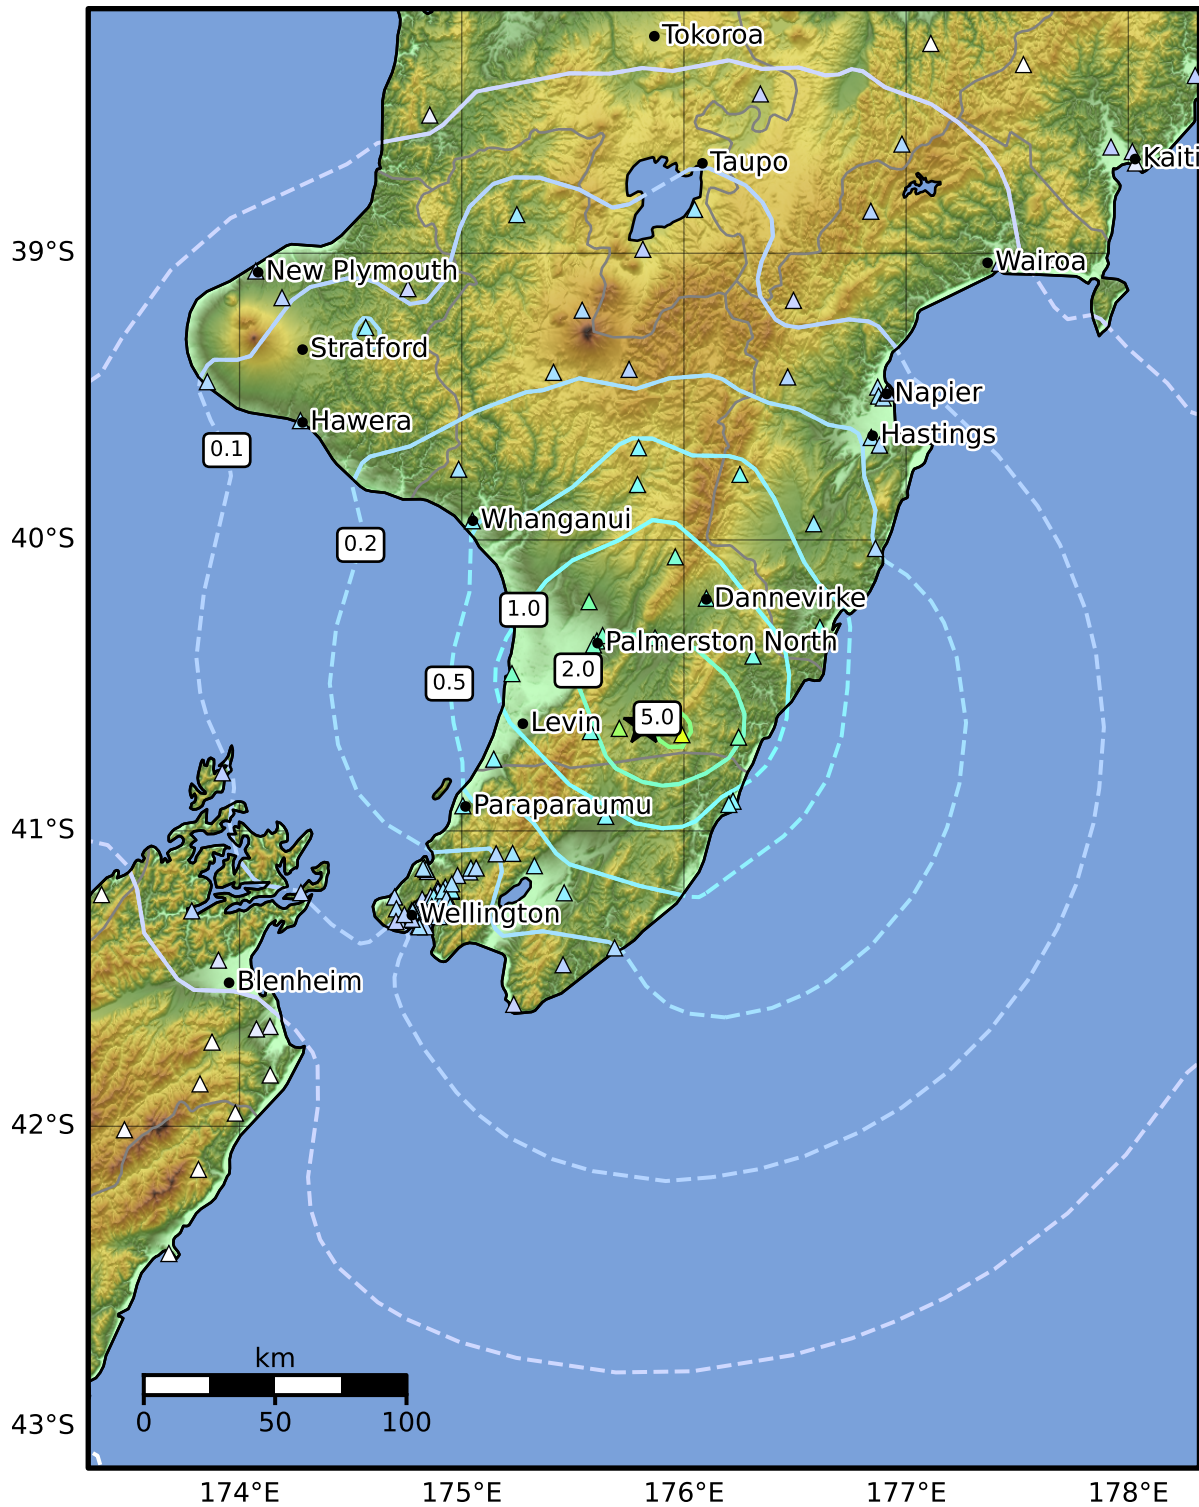 Tokoroa
Taupo
Kaiti
39°S
New Plymouth
Wairoa
Stratford
Napier
Hawera
Hastings
0.1
Whanganui
40°S
0.2
Dannevirke
1.0
Palmerston North
2.0
0.5
5.0
Levin
Paraparaumu
41°S
Wellington
Blenheim
42°S
km
0 50 100
43°S
174°E 175°E 176°E 177°E 178°E